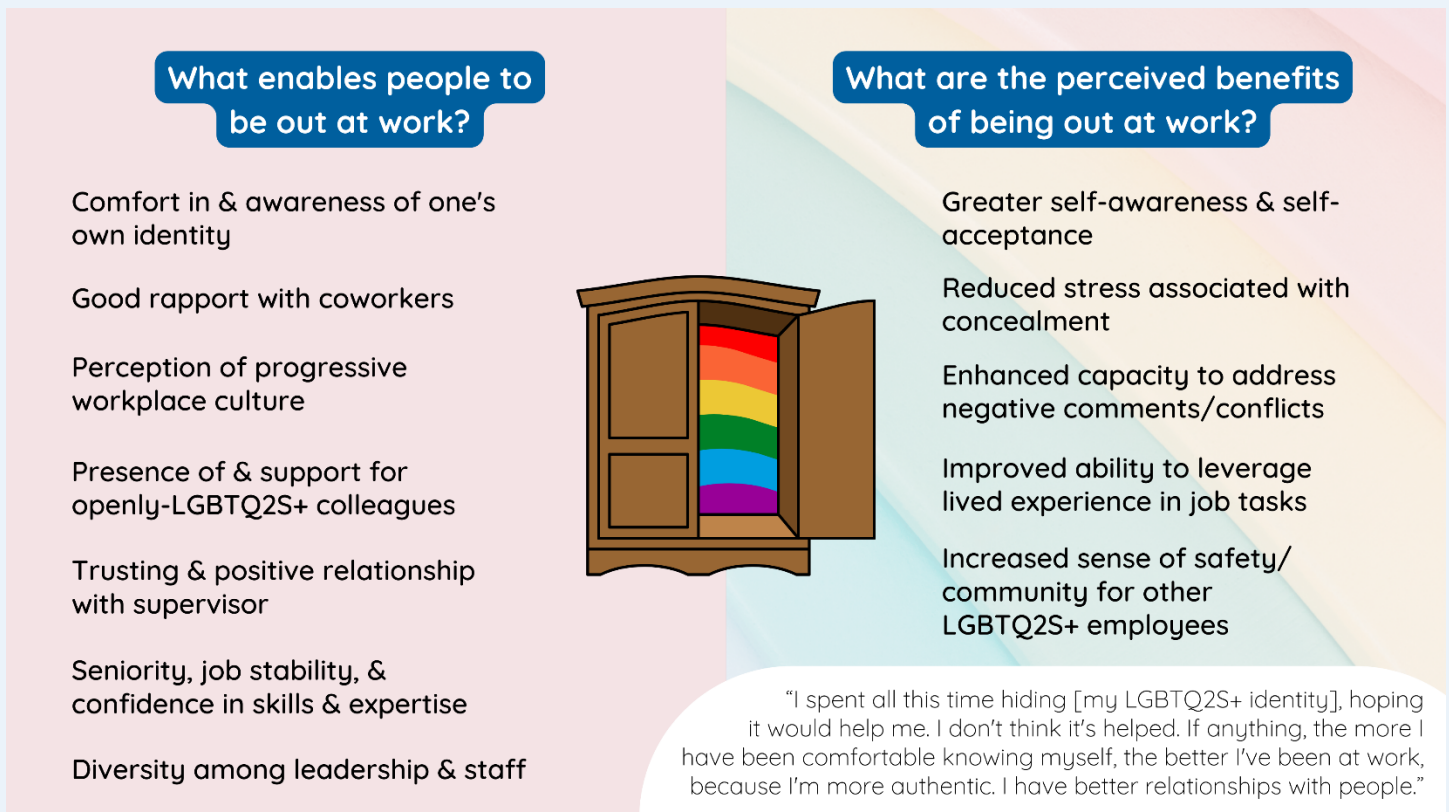 What enables people to
be out at work?
Comfort in & awareness of one's
own identity
Good rapport with coworkers
Perception of progressive
workplace culture
Presence of & support for
openly-LGBTQ2S+ colleagues
Trusting & positive relationship
with supervisor
Seniority, job stability, &
confidence in skills & expertise
Diversity among leadership & staff
What are the perceived benefits
of being out at work?
Greater self-awareness & self-
acceptance
Reduced stress associated with
concealment
Enhanced capacity to address
negative comments/conflicts
Improved ability to leverage
lived experience in job tasks
Increased sense of safety/
community for other
LGBTQ2S+ employees
“I spent all this time hiding [my LGBTQ2S+ identity], hoping
it would help me. I don't think it's helped. If anything, the more I
have been comfortable knowing myself, the better I've been at work,
because I'm more authentic. I have better relationships with people.”